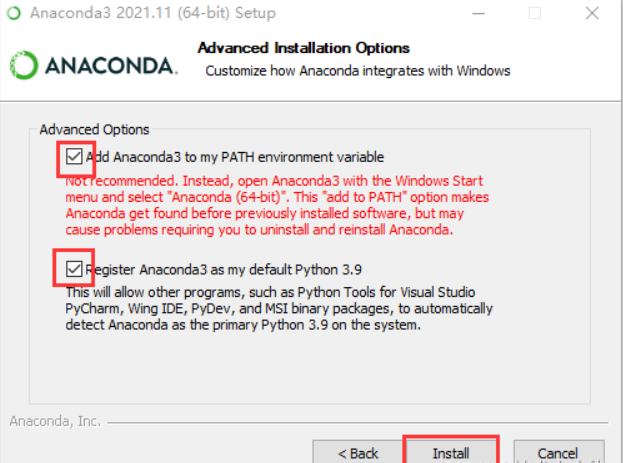 Anaconda3 2021.11 (64-bit) Setup
ANACONDA.
Advanced Installation Options
Customize how Anaconda integrates with Windows
Advanced Options
Add Anaconda3 to my PATH environment variable
Not recommended. Instead, open Anaconda3 with the Windows Start
menu and select "Anaconda (64-bit)". This "add to PATH" option makes
Anaconda get found before previously installed software, but may
cause problems requiring you to uninstall and reinstall Anaconda.
Register Anaconda3 as my default Python 3.9
This will allow other programs, such as Python Tools for Visual Studio
PyCharm, Wing IDE, PyDev, and MSI binary packages, to automatically
detect Anaconda as the primary Python 3.9 on the system.
Anaconda, Inc.
< Back
Install
Cancel